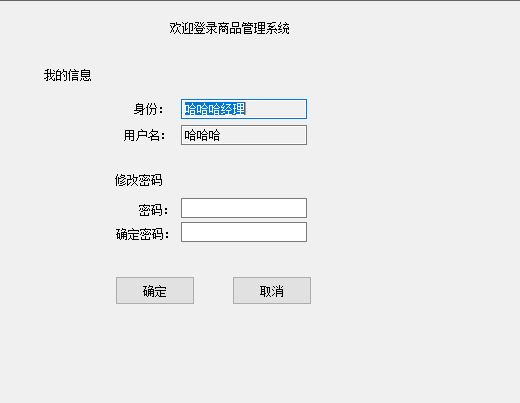 欢迎登录商品管理系统
我的信息
身份： 哈哈哈经理
用户名： 哈哈哈
修改密码
密码：
确定密码：
确定 取消